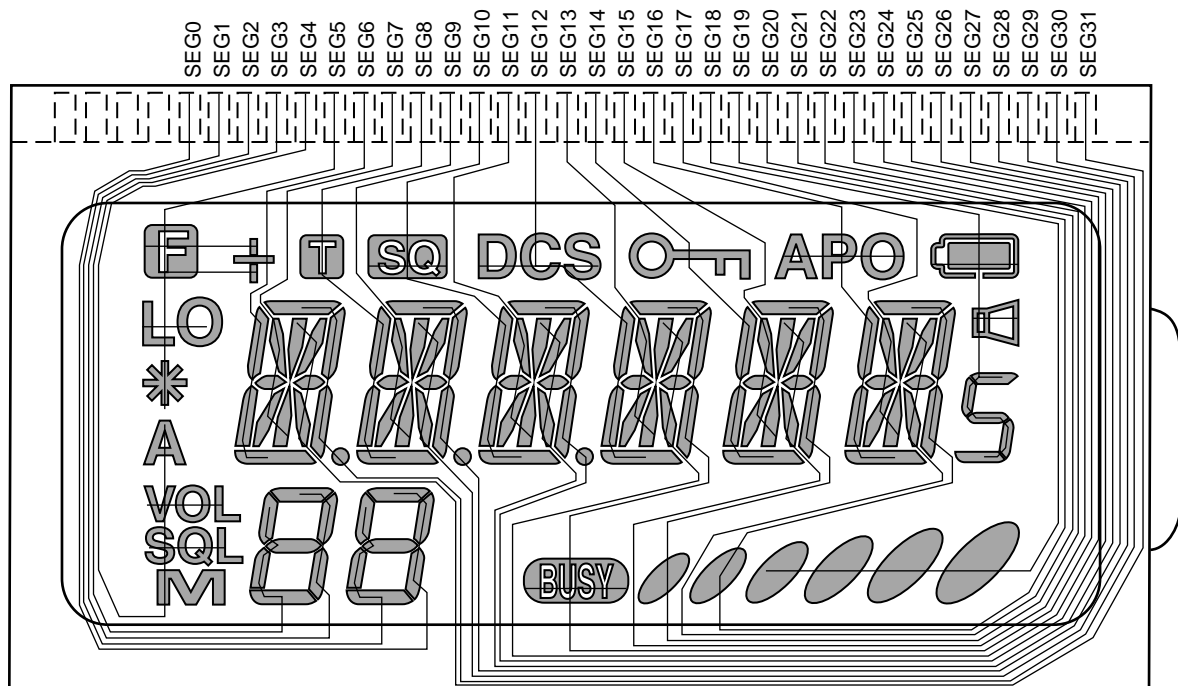 SEG0 SEG1 SEG2 SEG3 SEG4 SEG5 SEG6 SEG7 SEG8 SEG9 SEG10 SEG11 SEG12 SEG13 SEG14 SEG15 SEG16 SEG17 SEG18 SEG19 SEG20 SEG21 SEG22 SEG23 SEG24 SEG25 SEG26 SEG27 SEG28 SEG29 SEG30 SEG31
F + T SQ DCS APO
LO
*
A
VOL
SQL
M
BUSY